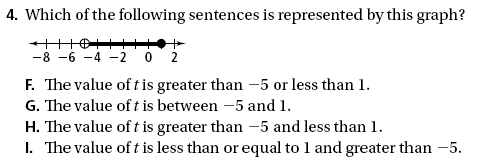 4. Which of the following sentences is represented by this graph?
−8 −6 −4 −2 0 2
F. The value of t is greater than −5 or less than 1.
G. The value of t is between −5 and 1.
H. The value of t is greater than −5 and less than 1.
I. The value of t is less than or equal to 1 and greater than −5.